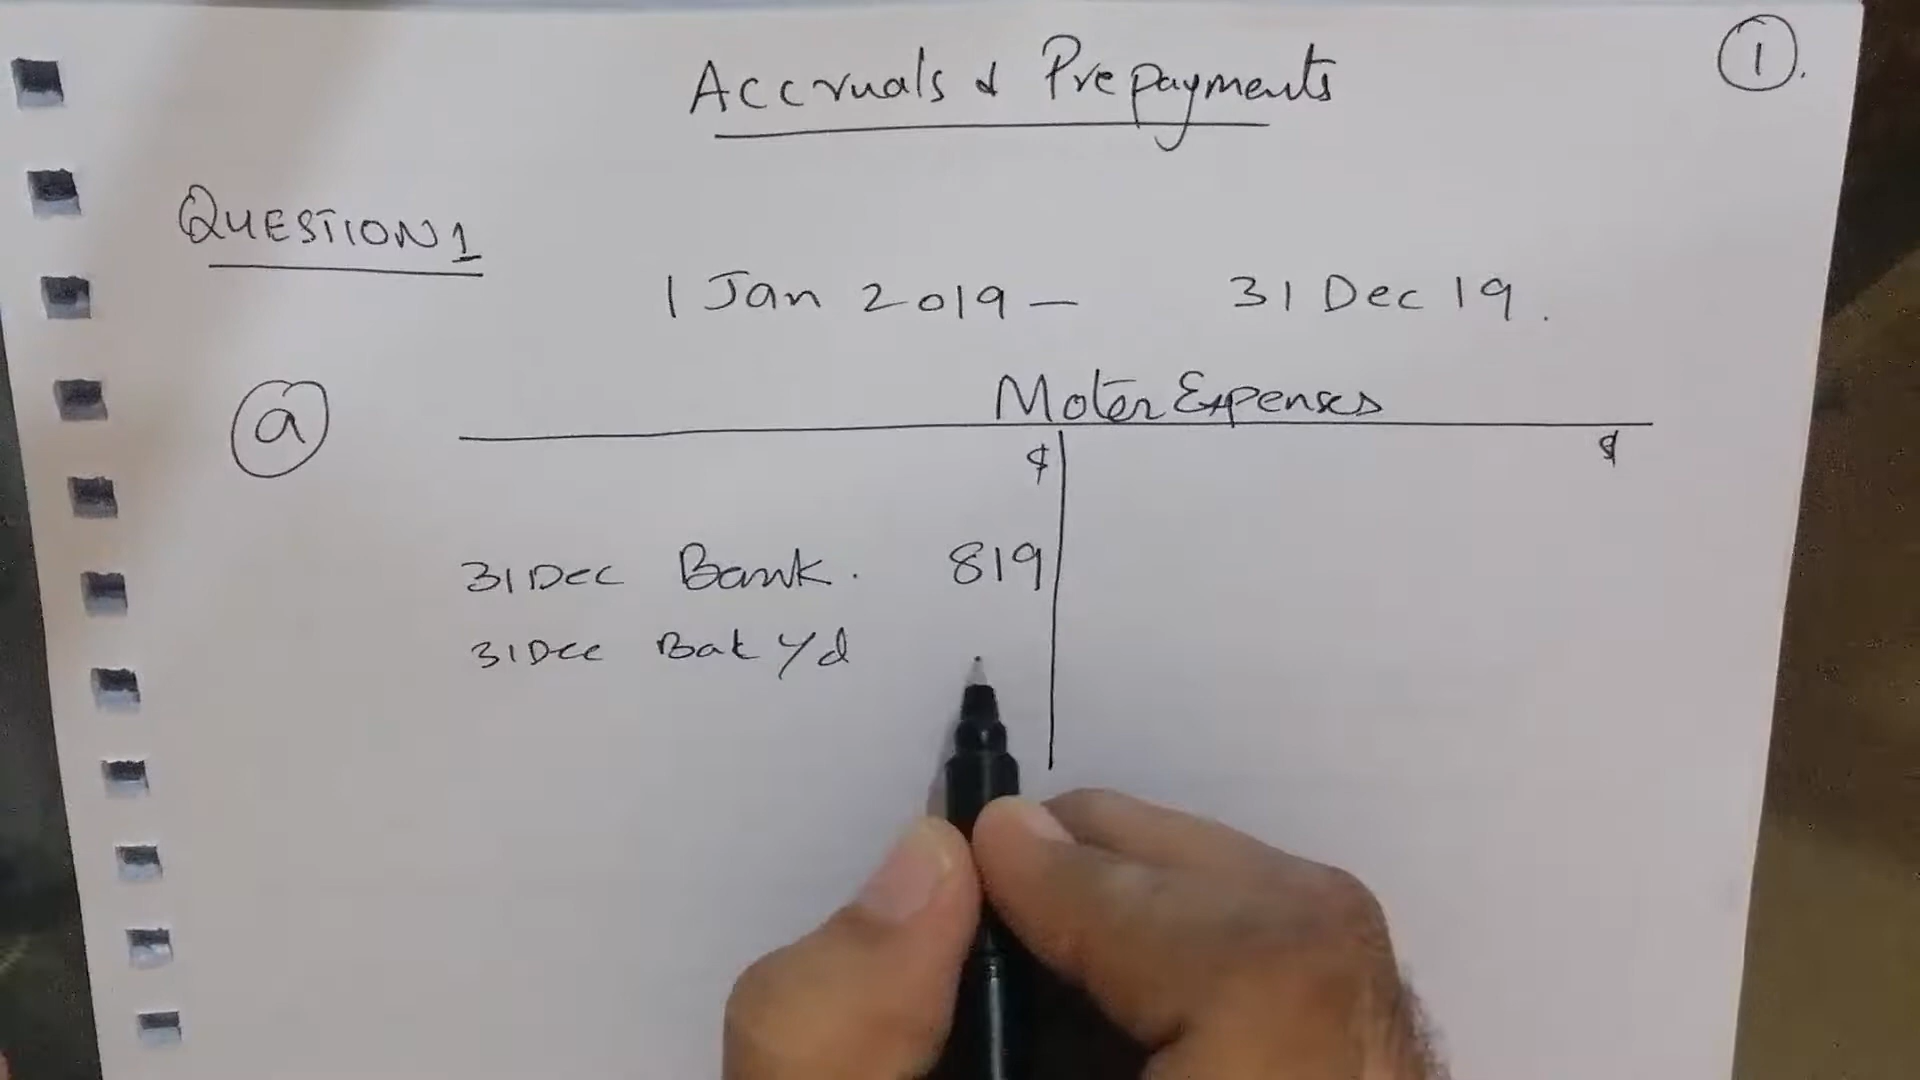 ①.
Accruals & Prepayments
QUESTION 1
1 Jan 2019 — 31 Dec 19.
ⓐ Motor Expenses
$ $
31 Dec Bank. 819
31 Dec Bal c/d